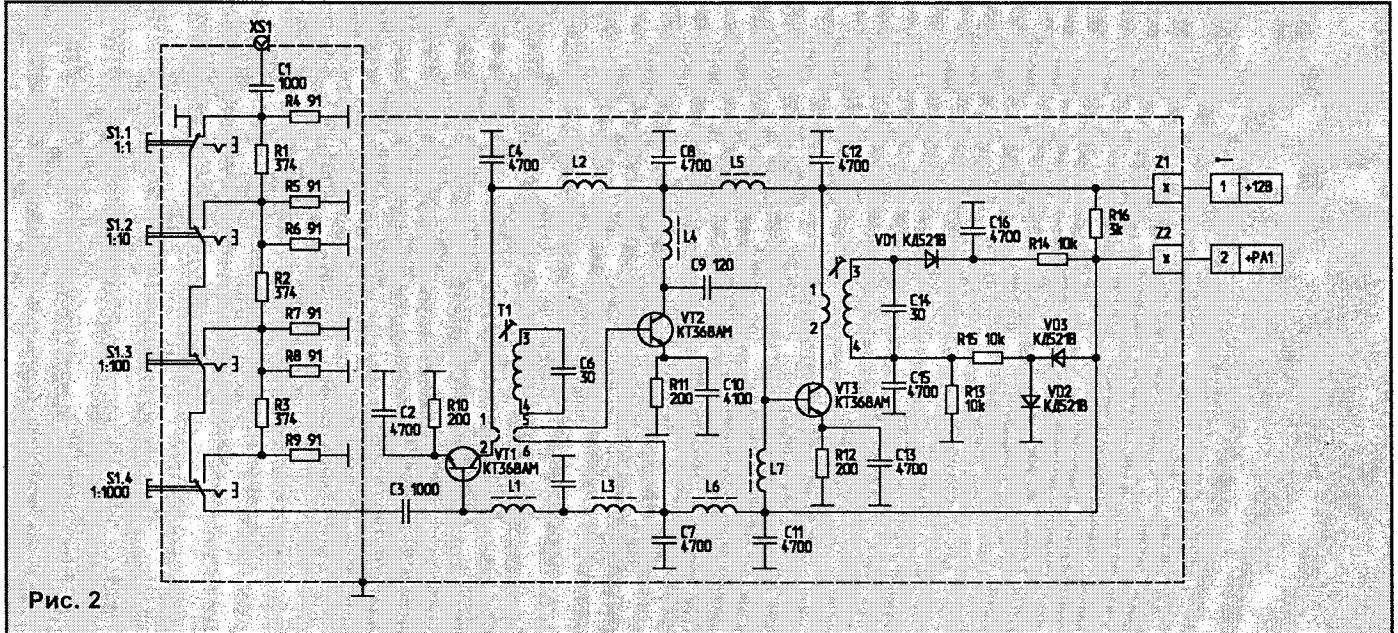 XS1
C1
1000
R4 91
S1.1
1:1
R1
374
R5 91
S1.2
1:10
R6 91
R2
374
R7 91
S1.3
1:100
R8 91
R3
374
R9 91
S1.4
1:1000
C3 1000
C2
4700
R10
200
C4
4700
L2
C8
4700
L5
C12
4700
T1
3
4
5
6
1
2
C6
30
VT1
КТ368АМ
L1
L3
L6
C7
4700
C11
4700
L4
C9 120
VT2
КТ368АМ
R11
200
C10
4100
L7
1
2
3
4
VT3
КТ368АМ
R12
200
C13
4700
VD1 КД521В
C16
4700
R14 10k
C14
30
C15
4700
R13
10k
R15 10k
VD3
КД521В
VD2
КД521В
R16
3k
Z1
x
1 +12В
Z2
x
2 +РА1
Рис. 2